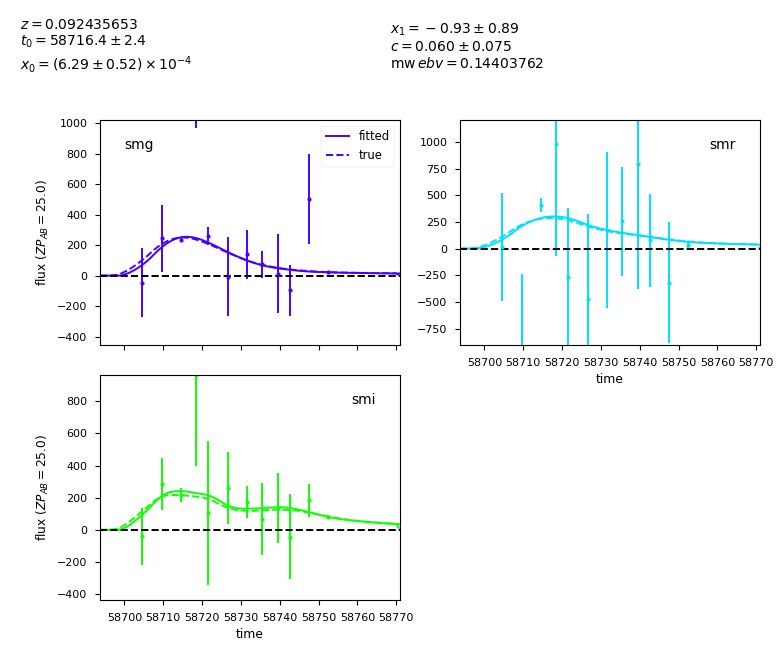 z = 0.092435653
t₀ = 58716.4 ± 2.4
x₀ = (6.29 ± 0.52) × 10⁻⁴
x₁ = − 0.93 ± 0.89
c = 0.060 ± 0.075
mw ebv = 0.14403762
smg
fitted
true
1000
800
600
400
200
0
−200
−400
flux (ZP_AB = 25.0)
smr
1000
750
500
250
0
−250
−500
−750
58700 58710 58720 58730 58740 58750 58760 58770
time
smi
800
600
400
200
0
−200
−400
flux (ZP_AB = 25.0)
58700 58710 58720 58730 58740 58750 58760 58770
time